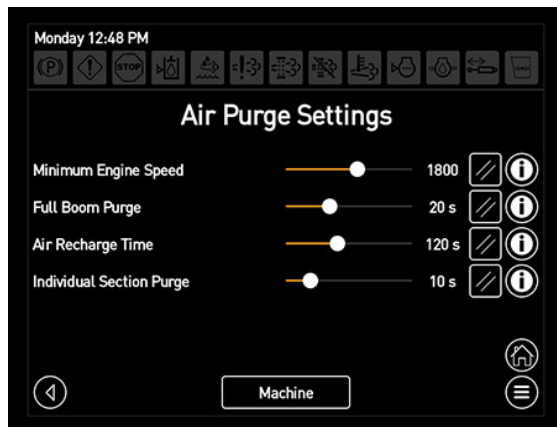 Monday 12:48 PM
(P) STOP
Air Purge Settings
Minimum Engine Speed 1800
Full Boom Purge 20 s
Air Recharge Time 120 s
Individual Section Purge 10 s
Machine